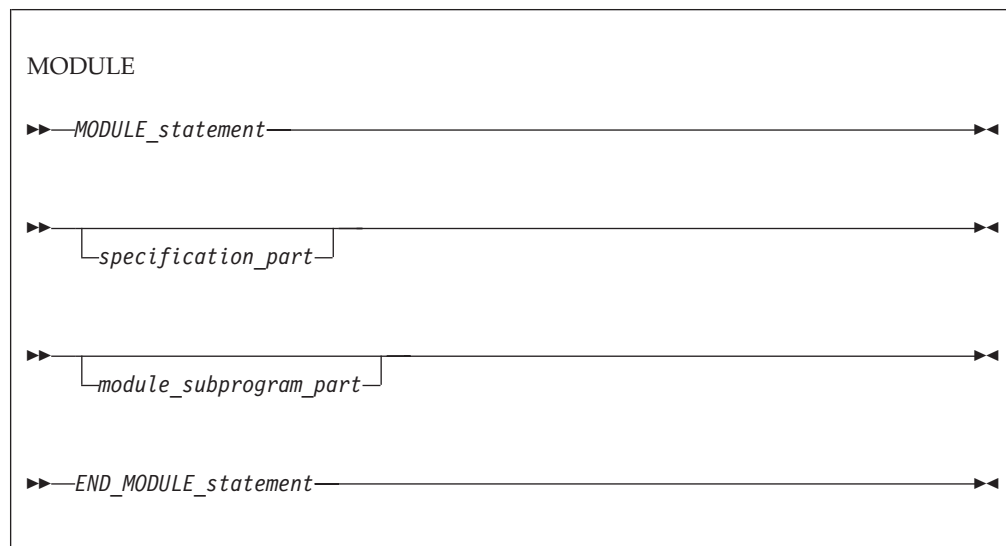 MODULE
MODULE_statement
specification_part
module_subprogram_part
END_MODULE_statement